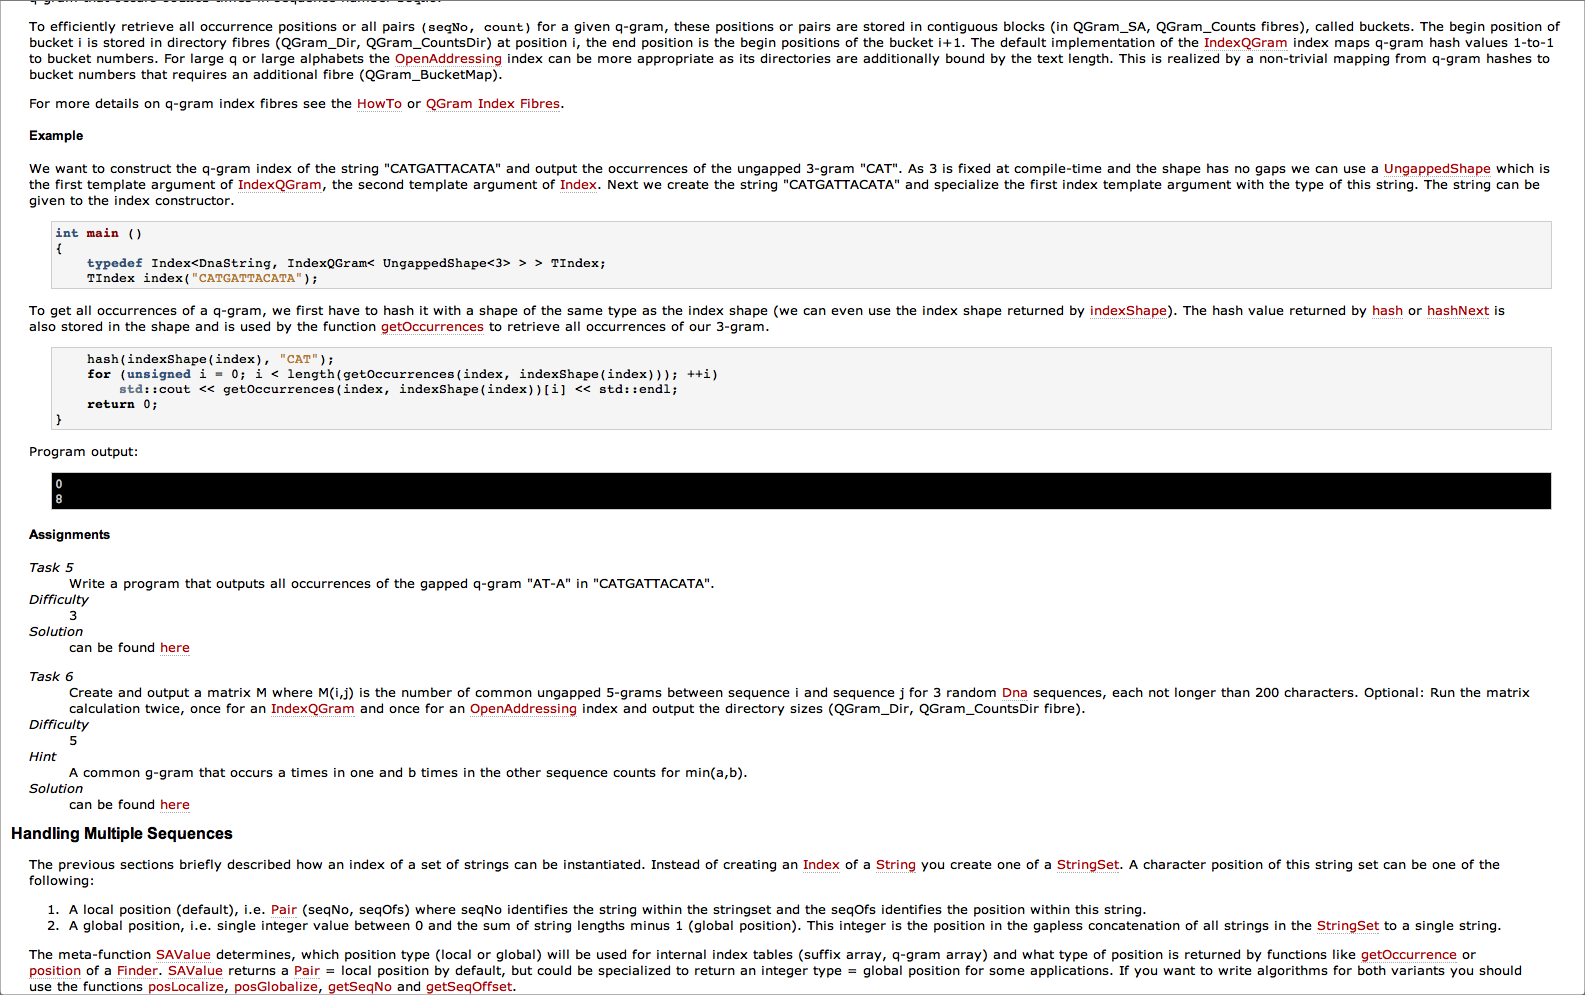 To efficiently retrieve all occurrence positions or all pairs (seqNo, count) for a given q-gram, these positions or pairs are stored in contiguous blocks (in QGram_SA, QGram_Counts fibres), called buckets. The begin position of
bucket i is stored in directory fibres (QGram_Dir, QGram_CountsDir) at position i, the end position is the begin positions of the bucket i+1. The default implementation of the IndexQGram index maps q-gram hash values 1-to-1
to bucket numbers. For large q or large alphabets the OpenAddressing index can be more appropriate as its directories are additionally bound by the text length. This is realized by a non-trivial mapping from q-gram hashes to
bucket numbers that requires an additional fibre (QGram_BucketMap).
For more details on q-gram index fibres see the HowTo or QGram Index Fibres.
Example
We want to construct the q-gram index of the string "CATGATTACATA" and output the occurrences of the ungapped 3-gram "CAT". As 3 is fixed at compile-time and the shape has no gaps we can use a UngappedShape which is
the first template argument of IndexQGram, the second template argument of Index. Next we create the string "CATGATTACATA" and specialize the first index template argument with the type of this string. The string can be
given to the index constructor.
int main ()
{
    typedef Index<DnaString, IndexQGram< UngappedShape<3> > > TIndex;
    TIndex index("CATGATTACATA");
To get all occurrences of a q-gram, we first have to hash it with a shape of the same type as the index shape (we can even use the index shape returned by indexShape). The hash value returned by hash or hashNext is
also stored in the shape and is used by the function getOccurrences to retrieve all occurrences of our 3-gram.
    hash(indexShape(index), "CAT");
    for (unsigned i = 0; i < length(getOccurrences(index, indexShape(index))); ++i)
        std::cout << getOccurrences(index, indexShape(index))[i] << std::endl;
    return 0;
}
Program output:
0
8
Assignments
Task 5
Write a program that outputs all occurrences of the gapped q-gram "AT-A" in "CATGATTACATA".
Difficulty
3
Solution
can be found here
Task 6
Create and output a matrix M where M(i,j) is the number of common ungapped 5-grams between sequence i and sequence j for 3 random Dna sequences, each not longer than 200 characters. Optional: Run the matrix
calculation twice, once for an IndexQGram and once for an OpenAddressing index and output the directory sizes (QGram_Dir, QGram_CountsDir fibre).
Difficulty
5
Hint
A common g-gram that occurs a times in one and b times in the other sequence counts for min(a,b).
Solution
can be found here
Handling Multiple Sequences
The previous sections briefly described how an index of a set of strings can be instantiated. Instead of creating an Index of a String you create one of a StringSet. A character position of this string set can be one of the
following:
1. A local position (default), i.e. Pair (seqNo, seqOfs) where seqNo identifies the string within the stringset and the seqOfs identifies the position within this string.
2. A global position, i.e. single integer value between 0 and the sum of string lengths minus 1 (global position). This integer is the position in the gapless concatenation of all strings in the StringSet to a single string.
The meta-function SAValue determines, which position type (local or global) will be used for internal index tables (suffix array, q-gram array) and what type of position is returned by functions like getOccurrence or
position of a Finder. SAValue returns a Pair = local position by default, but could be specialized to return an integer type = global position for some applications. If you want to write algorithms for both variants you should
use the functions posLocalize, posGlobalize, getSeqNo and getSeqOffset.